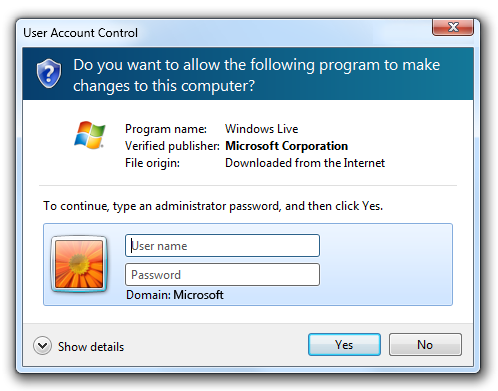 User Account Control
Do you want to allow the following program to make
changes to this computer?
Program name: Windows Live
Verified publisher: Microsoft Corporation
File origin: Downloaded from the Internet
To continue, type an administrator password, and then click Yes.
User name
Password
Domain: Microsoft
Show details
Yes
No